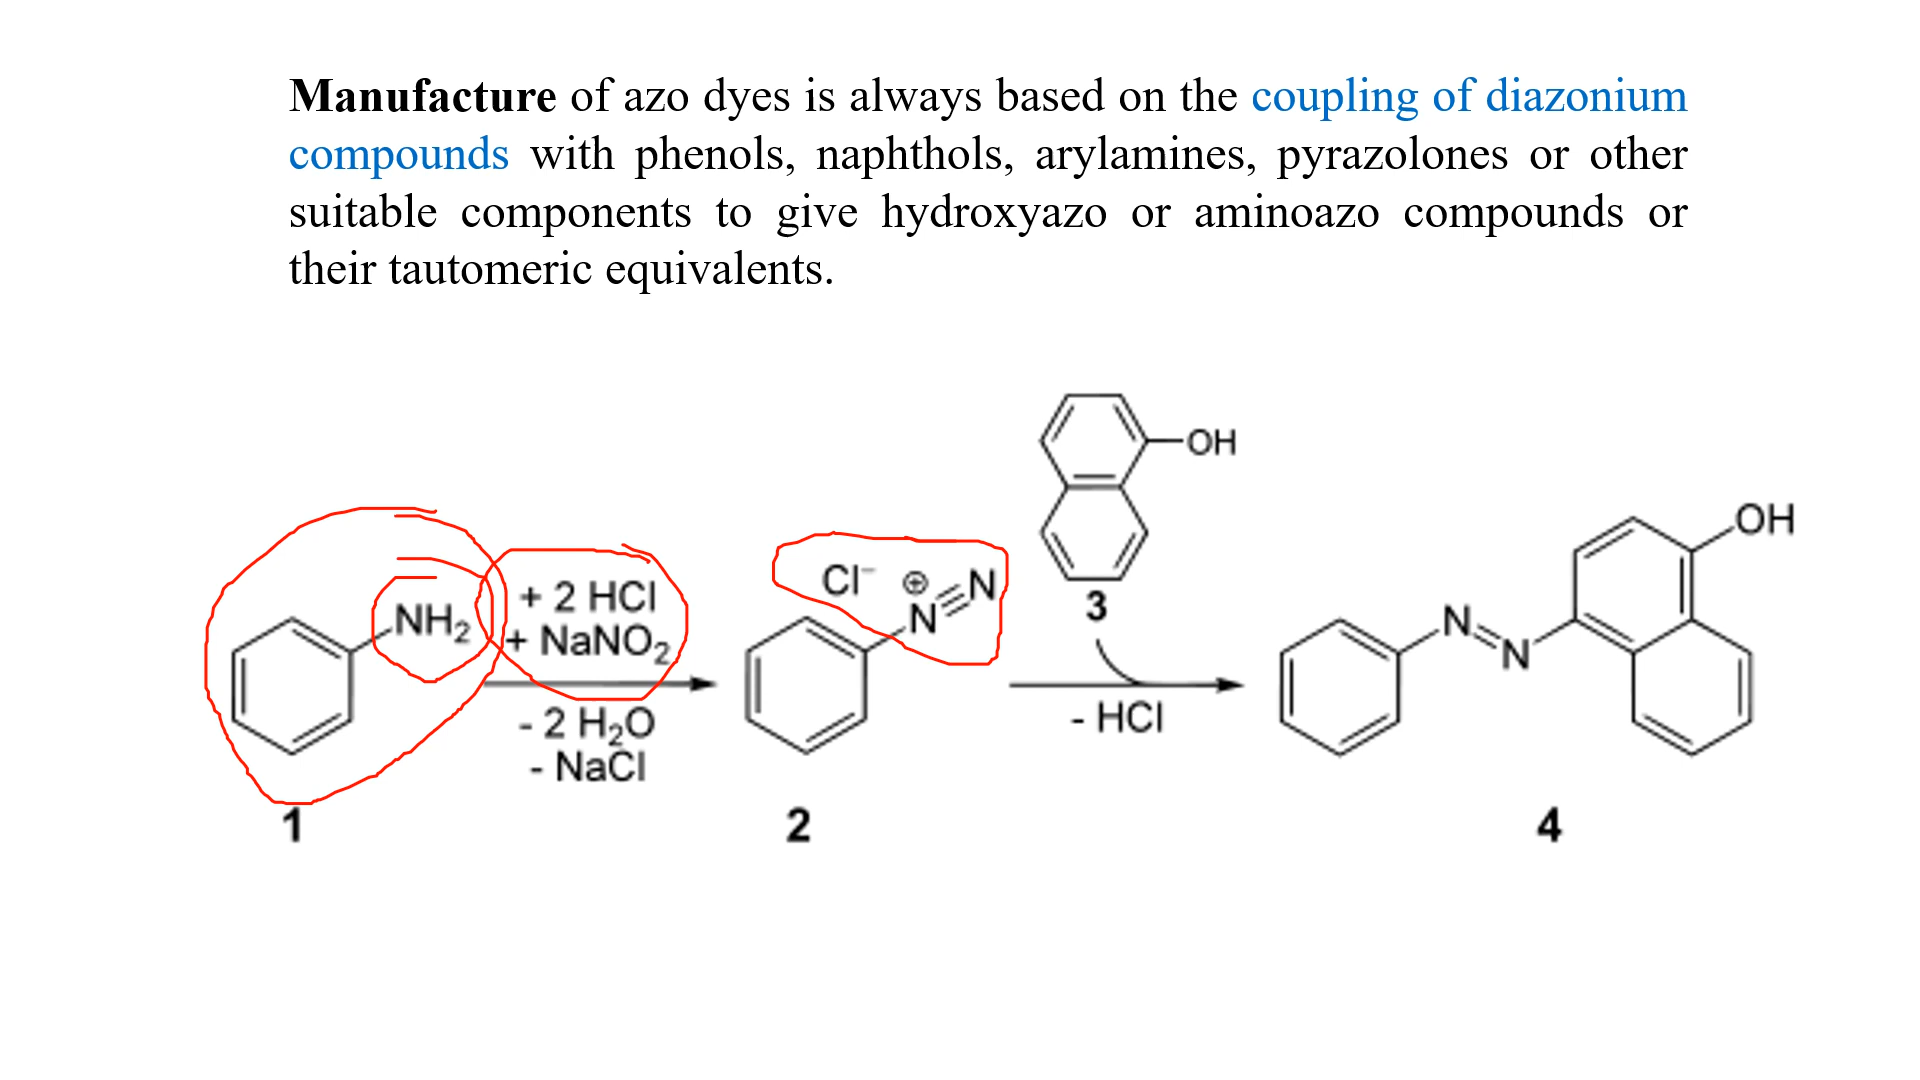 Manufacture of azo dyes is always based on the coupling of diazonium
compounds with phenols, naphthols, arylamines, pyrazolones or other
suitable components to give hydroxyazo or aminoazo compounds or
their tautomeric equivalents.
OH
3
NH₂
+ 2 HCl
+ NaNO₂
- 2 H₂O
- NaCl
Cl⁻ ⊕ N
N
- HCl
OH
N
N
1
2
4